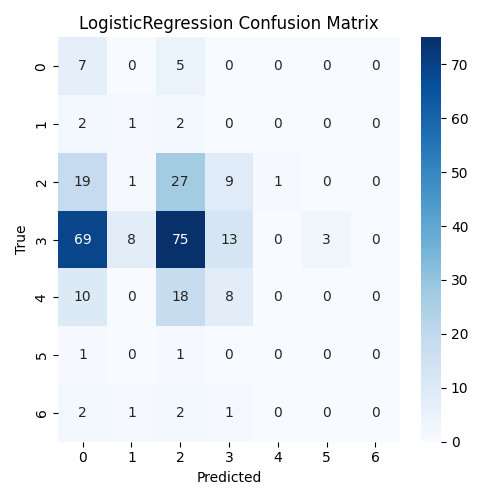 LogisticRegression Confusion Matrix
0 7 0 5 0 0 0 0
1 2 1 2 0 0 0 0
2 19 1 27 9 1 0 0
3 69 8 75 13 0 3 0
4 10 0 18 8 0 0 0
5 1 0 1 0 0 0 0
6 2 1 2 1 0 0 0
0 1 2 3 4 5 6
True
Predicted
70
60
50
40
30
20
10
0